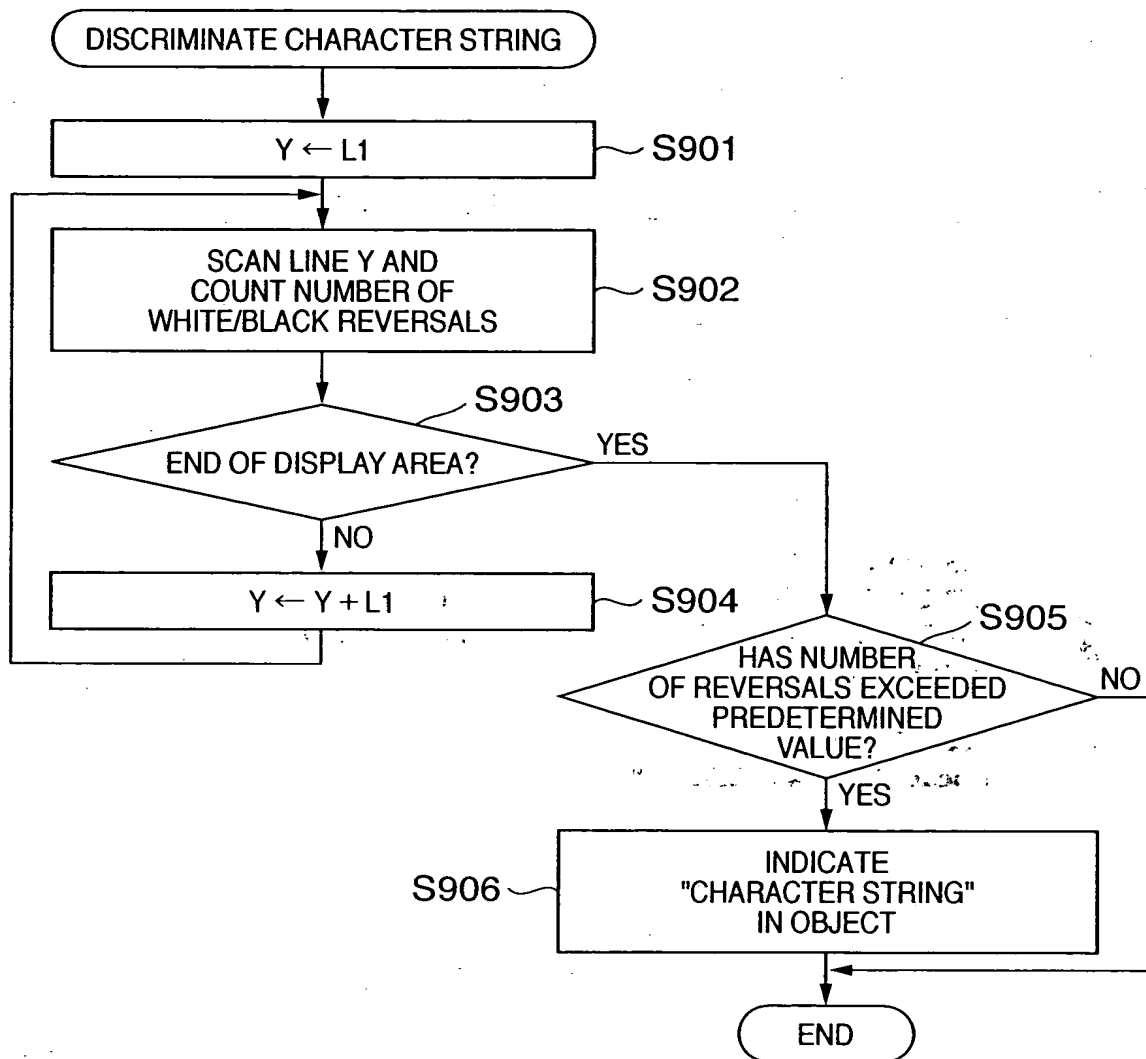 DISCRIMINATE CHARACTER STRING
Y ← L1
S901
SCAN LINE Y AND
COUNT NUMBER OF
WHITE/BLACK REVERSALS
S902
S903
END OF DISPLAY AREA?
YES
NO
Y ← Y + L1
S904
S905
HAS NUMBER
OF REVERSALS EXCEEDED
PREDETERMINED
VALUE?
NO
YES
S906
INDICATE
"CHARACTER STRING"
IN OBJECT
END